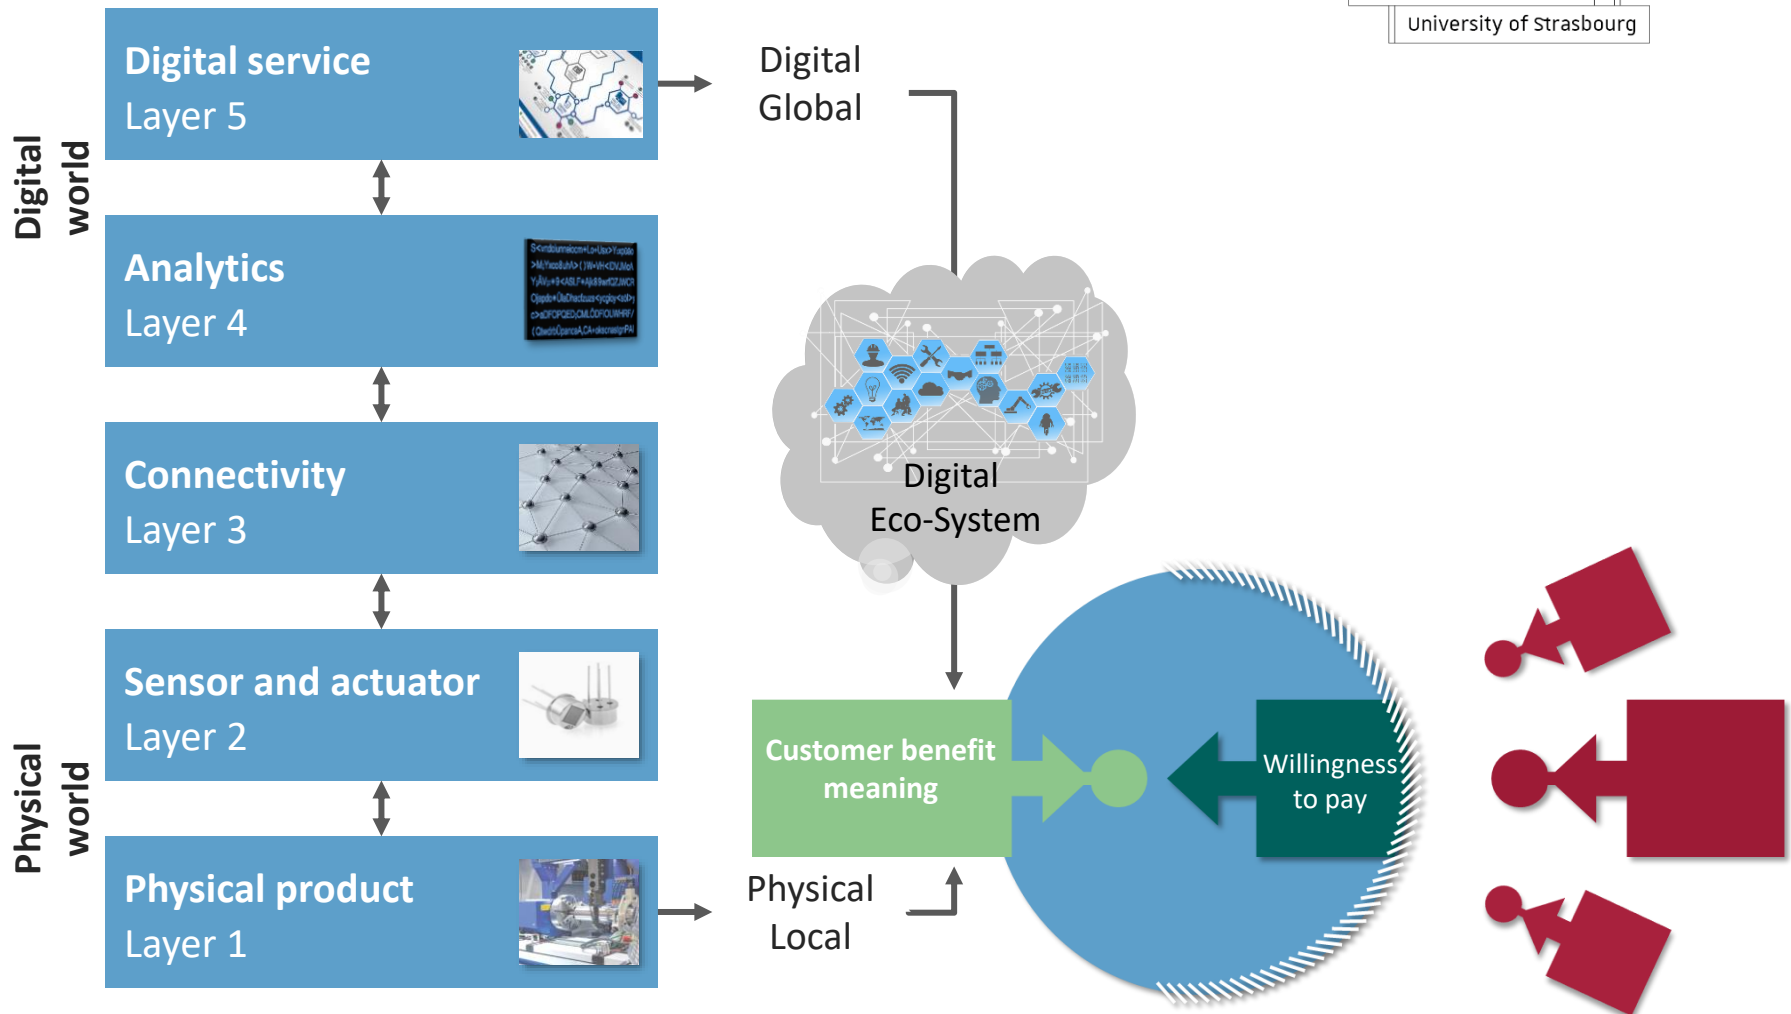 University of Strasbourg
Digital
world
Physical
world
Digital service
Layer 5
Analytics
Layer 4
Connectivity
Layer 3
Sensor and actuator
Layer 2
Physical product
Layer 1
Digital
Global
Digital
Eco-System
Customer benefit
meaning
Willingness
to pay
Physical
Local